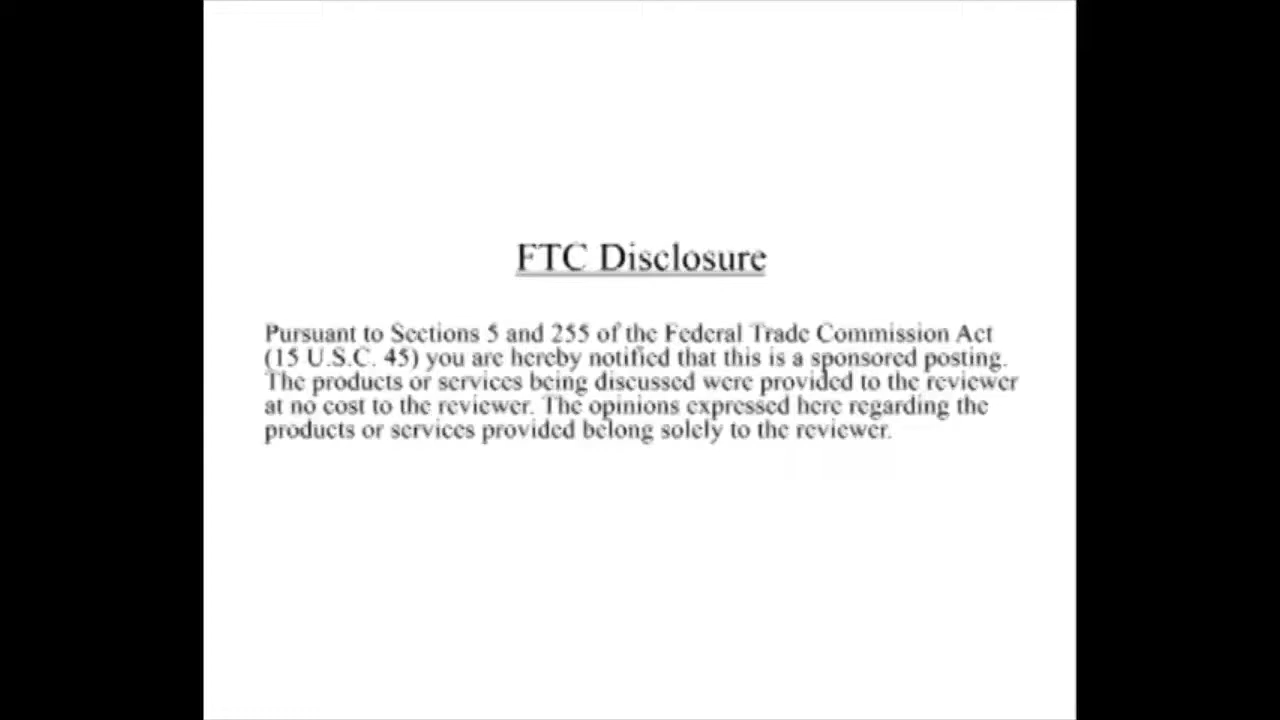 FTC Disclosure
Pursuant to Sections 5 and 255 of the Federal Trade Commission Act
(15 U.S.C. 45) you are hereby notified that this is a sponsored posting.
The products or services being discussed were provided to the reviewer
at no cost to the reviewer. The opinions expressed here regarding the
products or services provided belong solely to the reviewer.